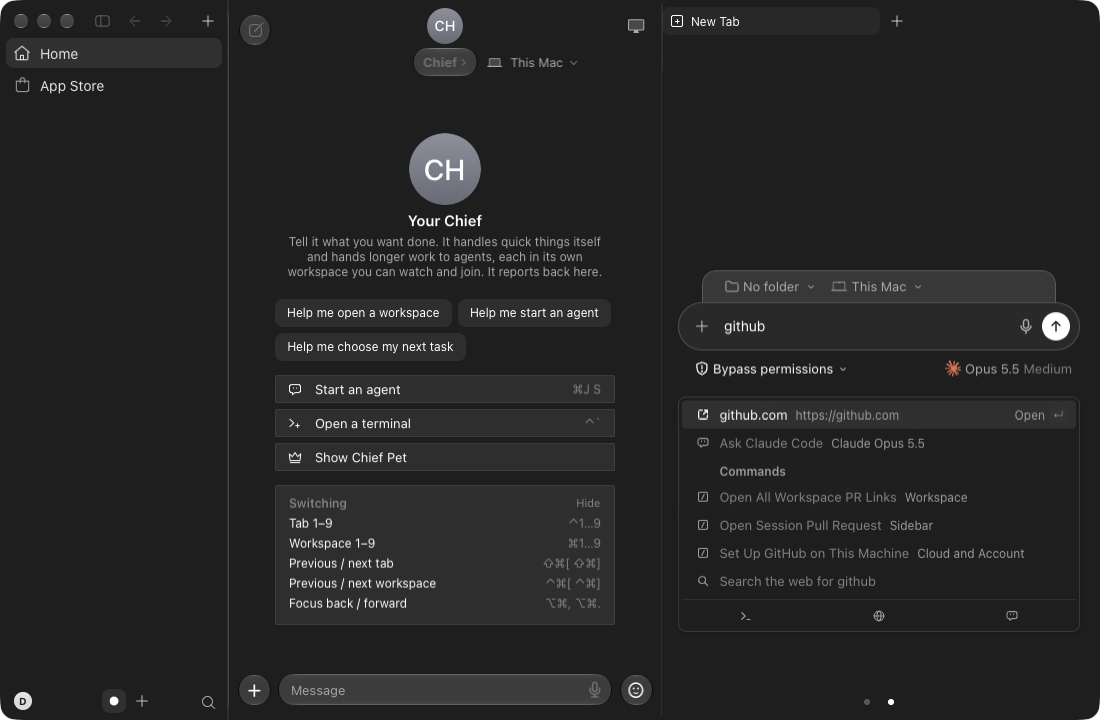 Home
App Store
D
CH
Chief
This Mac
CH
Your Chief
Tell it what you want done. It handles quick things itself
and hands longer work to agents, each in its own
workspace you can watch and join. It reports back here.
Help me open a workspace
Help me start an agent
Help me choose my next task
Start an agent ⌘J S
Open a terminal ^`
Show Chief Pet
Switching Hide
Tab 1–9 ^1…9
Workspace 1–9 ⌘1…9
Previous / next tab ⇧⌘[ ⇧⌘]
Previous / next workspace ^⌘[ ^⌘]
Focus back / forward ⌥⌘, ⌥⌘.
Message
New Tab
No folder
This Mac
github
Bypass permissions
Opus 5.5 Medium
github.com https://github.com Open
Ask Claude Code Claude Opus 5.5
Commands
Open All Workspace PR Links Workspace
Open Session Pull Request Sidebar
Set Up GitHub on This Machine Cloud and Account
Search the web for github